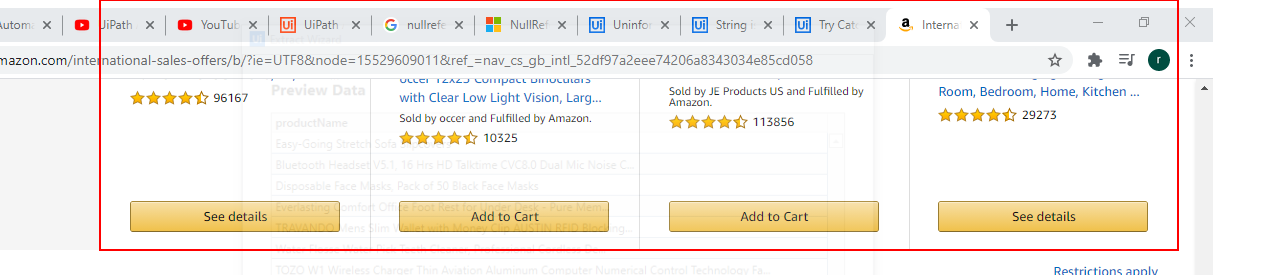 Automa
UiPath
YouTub
UiPath
nullrefe
NullRef
Uninfor
String i
Try Catc
Interna
mazon.com/international-sales-offers/b/?ie=UTF8&node=15529609011&ref_=nav_cs_gb_intl_52df97a2eee74206a8343034e85cd058
r
96167
occer 12x25 Compact Binoculars
with Clear Low Light Vision, Larg...
Sold by occer and Fulfilled by Amazon.
10325
Sold by JE Products US and Fulfilled by
Amazon.
113856
Room, Bedroom, Home, Kitchen ...
29273
Preview Data
productName
Easy-Going Stretch Sofa
Bluetooth Headset V5.1, 16 Hrs HD Talktime CVC8.0 Dual Mic Noise C...
Disposable Face Masks, Pack of 50 Black Face Masks
Everlasting Comfort Office Foot Rest for Under Desk - Pure Mem...
TRAVANDO Mens Slim Wallet with Money Clip AUSTIN RFID Blocking...
TOZO W1 Wireless Charger Thin Aviation Aluminum Computer Numerical Control Technology Fa...
See details
Add to Cart
Add to Cart
See details
Restrictions apply